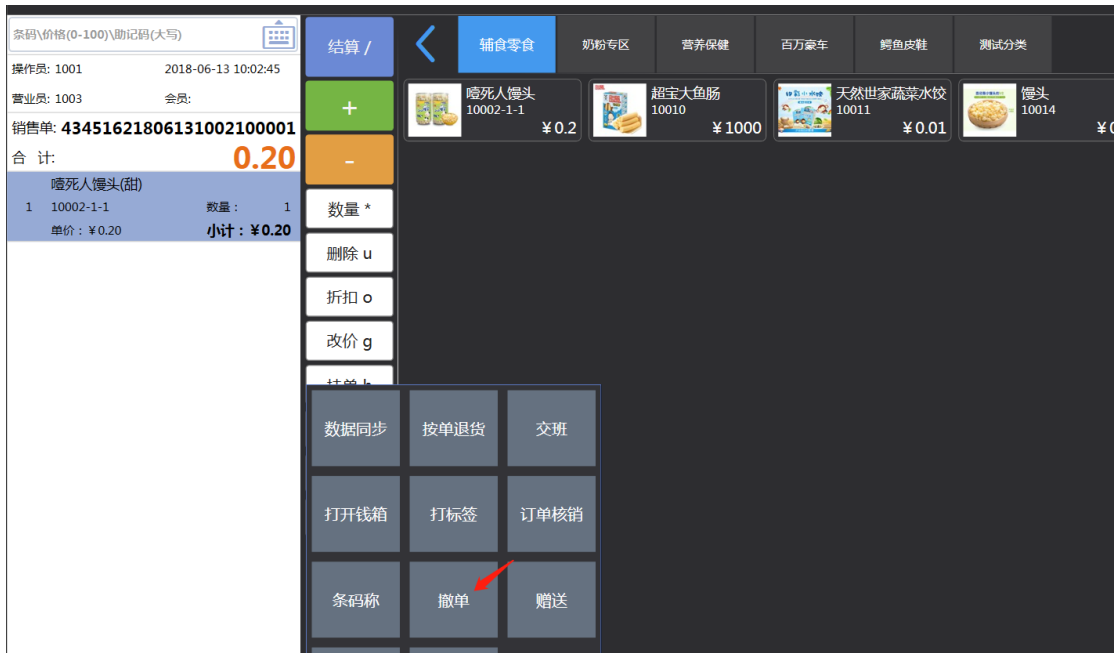 条码\价格(0-100)\助记码(大写)
操作员: 1001
2018-06-13 10:02:45
营业员: 1003
会员:
销售单: 43451621806131002100001
合 计:
0.20
噎死人馒头(甜)
1
10002-1-1
数量：
1
单价：¥0.20
小计：¥0.20
结算 /
+
-
数量 *
删除 u
折扣 o
改价 g
辅食零食
奶粉专区
营养保健
百万豪车
鳄鱼皮鞋
测试分类
噎死人馒头
10002-1-1
¥0.2
超宝大鱼肠
10010
¥1000
天然世家蔬菜水饺
10011
¥0.01
馒头
10014
数据同步
按单退货
交班
打开钱箱
打标签
订单核销
条码称
撤单
赠送